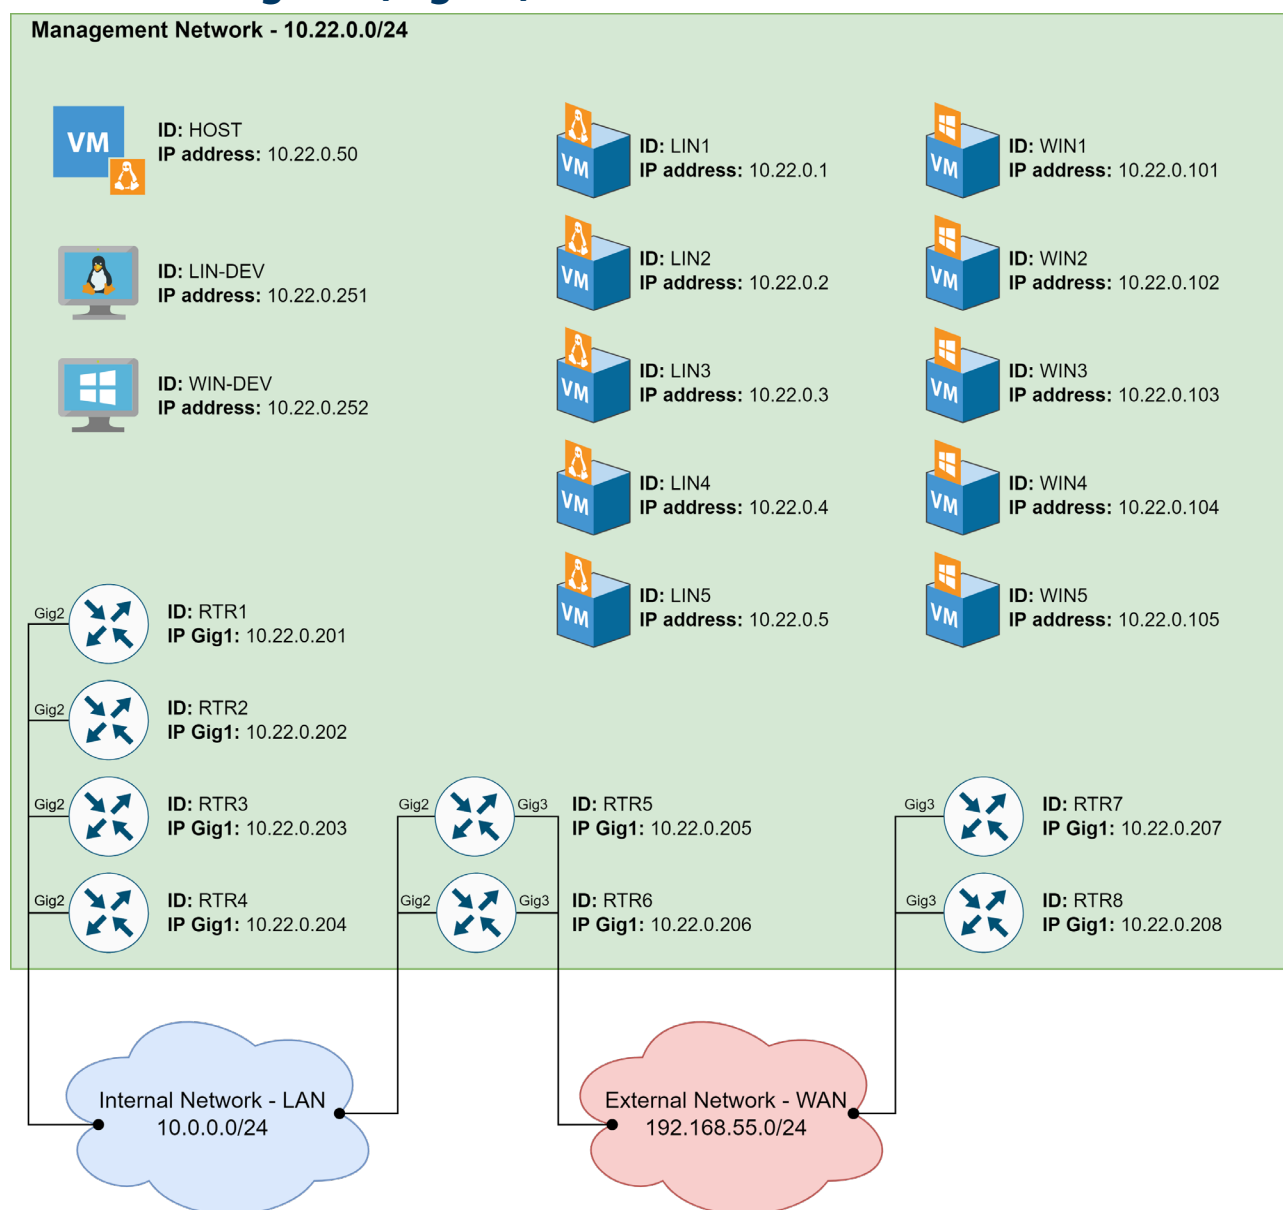 Management Network - 10.22.0.0/24
VM
ID: HOST
IP address: 10.22.0.50
ID: LIN-DEV
IP address: 10.22.0.251
ID: WIN-DEV
IP address: 10.22.0.252
VM
ID: LIN1
IP address: 10.22.0.1
VM
ID: LIN2
IP address: 10.22.0.2
VM
ID: LIN3
IP address: 10.22.0.3
VM
ID: LIN4
IP address: 10.22.0.4
VM
ID: LIN5
IP address: 10.22.0.5
VM
ID: WIN1
IP address: 10.22.0.101
VM
ID: WIN2
IP address: 10.22.0.102
VM
ID: WIN3
IP address: 10.22.0.103
VM
ID: WIN4
IP address: 10.22.0.104
VM
ID: WIN5
IP address: 10.22.0.105
Gig2
ID: RTR1
IP Gig1: 10.22.0.201
Gig2
ID: RTR2
IP Gig1: 10.22.0.202
Gig2
ID: RTR3
IP Gig1: 10.22.0.203
Gig2
ID: RTR4
IP Gig1: 10.22.0.204
Gig2
Gig3
ID: RTR5
IP Gig1: 10.22.0.205
Gig2
Gig3
ID: RTR6
IP Gig1: 10.22.0.206
Gig3
ID: RTR7
IP Gig1: 10.22.0.207
Gig3
ID: RTR8
IP Gig1: 10.22.0.208
Internal Network - LAN
10.0.0.0/24
External Network - WAN
192.168.55.0/24